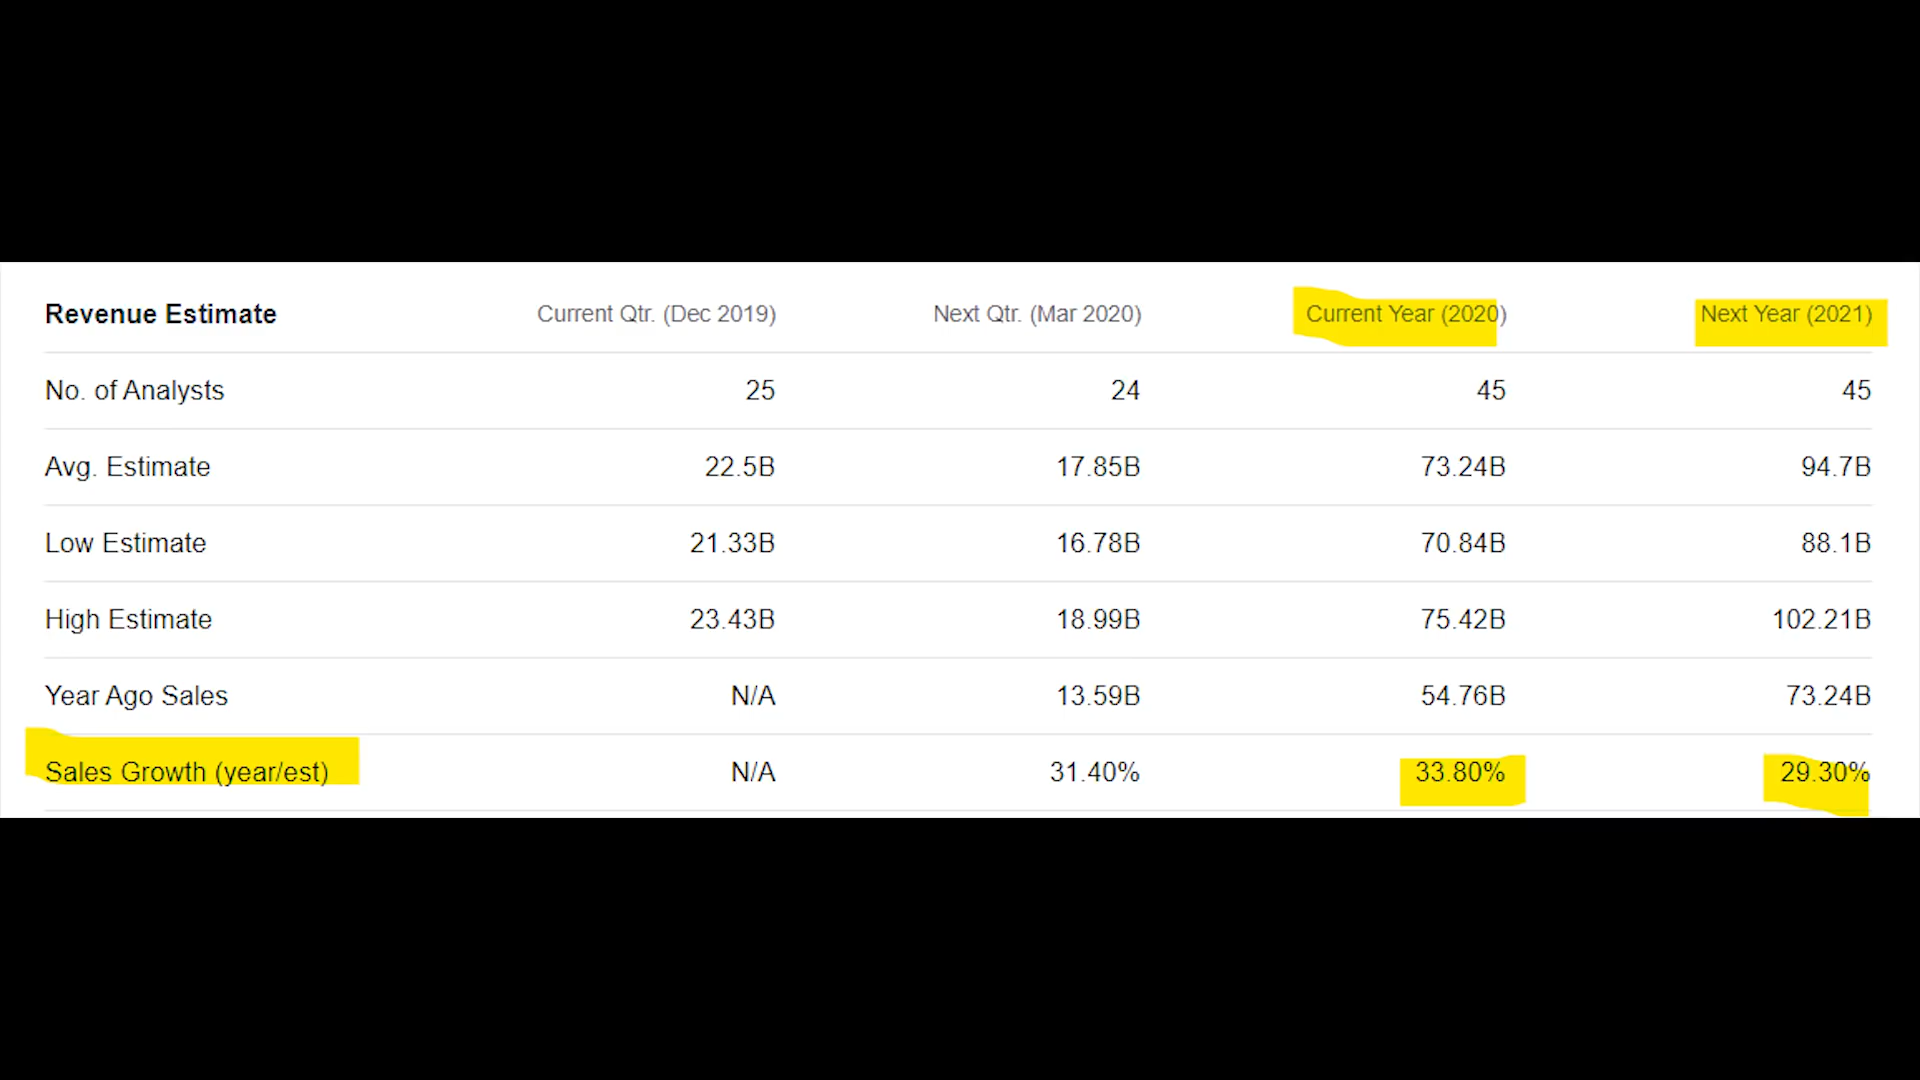 Revenue Estimate Current Qtr. (Dec 2019) Next Qtr. (Mar 2020) Current Year (2020) Next Year (2021)
No. of Analysts 25 24 45 45
Avg. Estimate 22.5B 17.85B 73.24B 94.7B
Low Estimate 21.33B 16.78B 70.84B 88.1B
High Estimate 23.43B 18.99B 75.42B 102.21B
Year Ago Sales N/A 13.59B 54.76B 73.24B
Sales Growth (year/est) N/A 31.40% 33.80% 29.30%